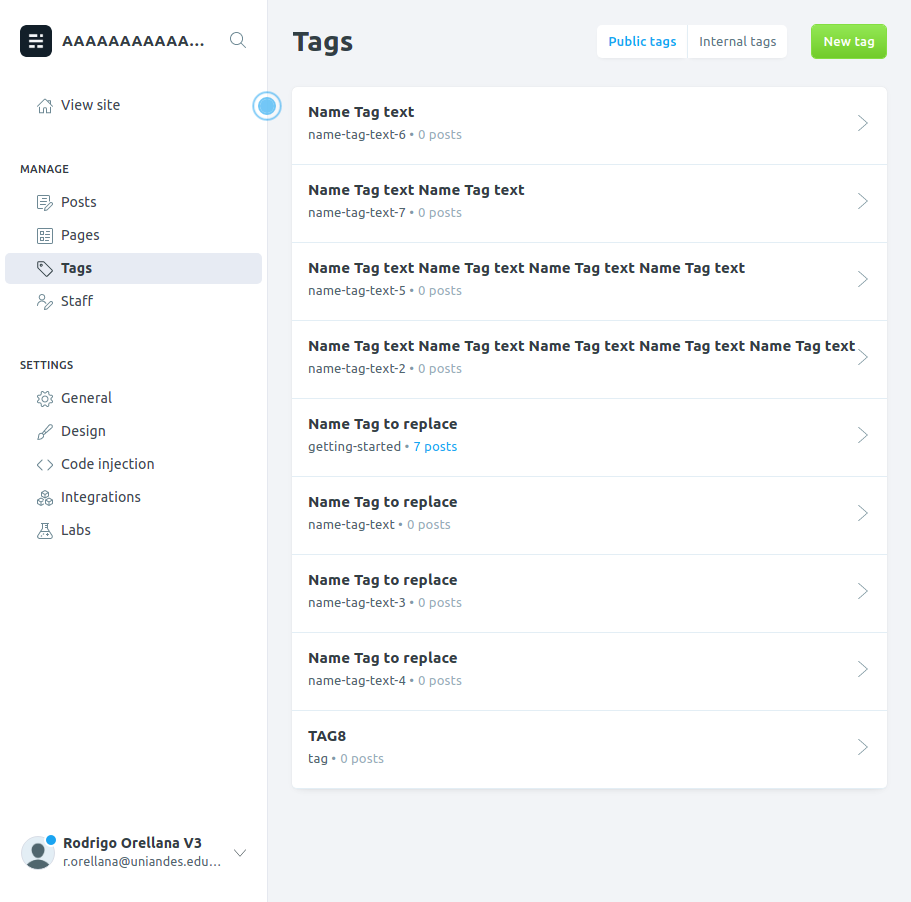 AAAAAAAAAAA...
View site
MANAGE
Posts
Pages
Tags
Staff
SETTINGS
General
Design
Code injection
Integrations
Labs
Rodrigo Orellana V3
r.orellana@uniandes.edu...
Tags
Public tags
Internal tags
New tag
Name Tag text
name-tag-text-6 • 0 posts
Name Tag text Name Tag text
name-tag-text-7 • 0 posts
Name Tag text Name Tag text Name Tag text Name Tag text
name-tag-text-5 • 0 posts
Name Tag text Name Tag text Name Tag text Name Tag text Name Tag text
name-tag-text-2 • 0 posts
Name Tag to replace
getting-started • 7 posts
Name Tag to replace
name-tag-text • 0 posts
Name Tag to replace
name-tag-text-3 • 0 posts
Name Tag to replace
name-tag-text-4 • 0 posts
TAG8
tag • 0 posts